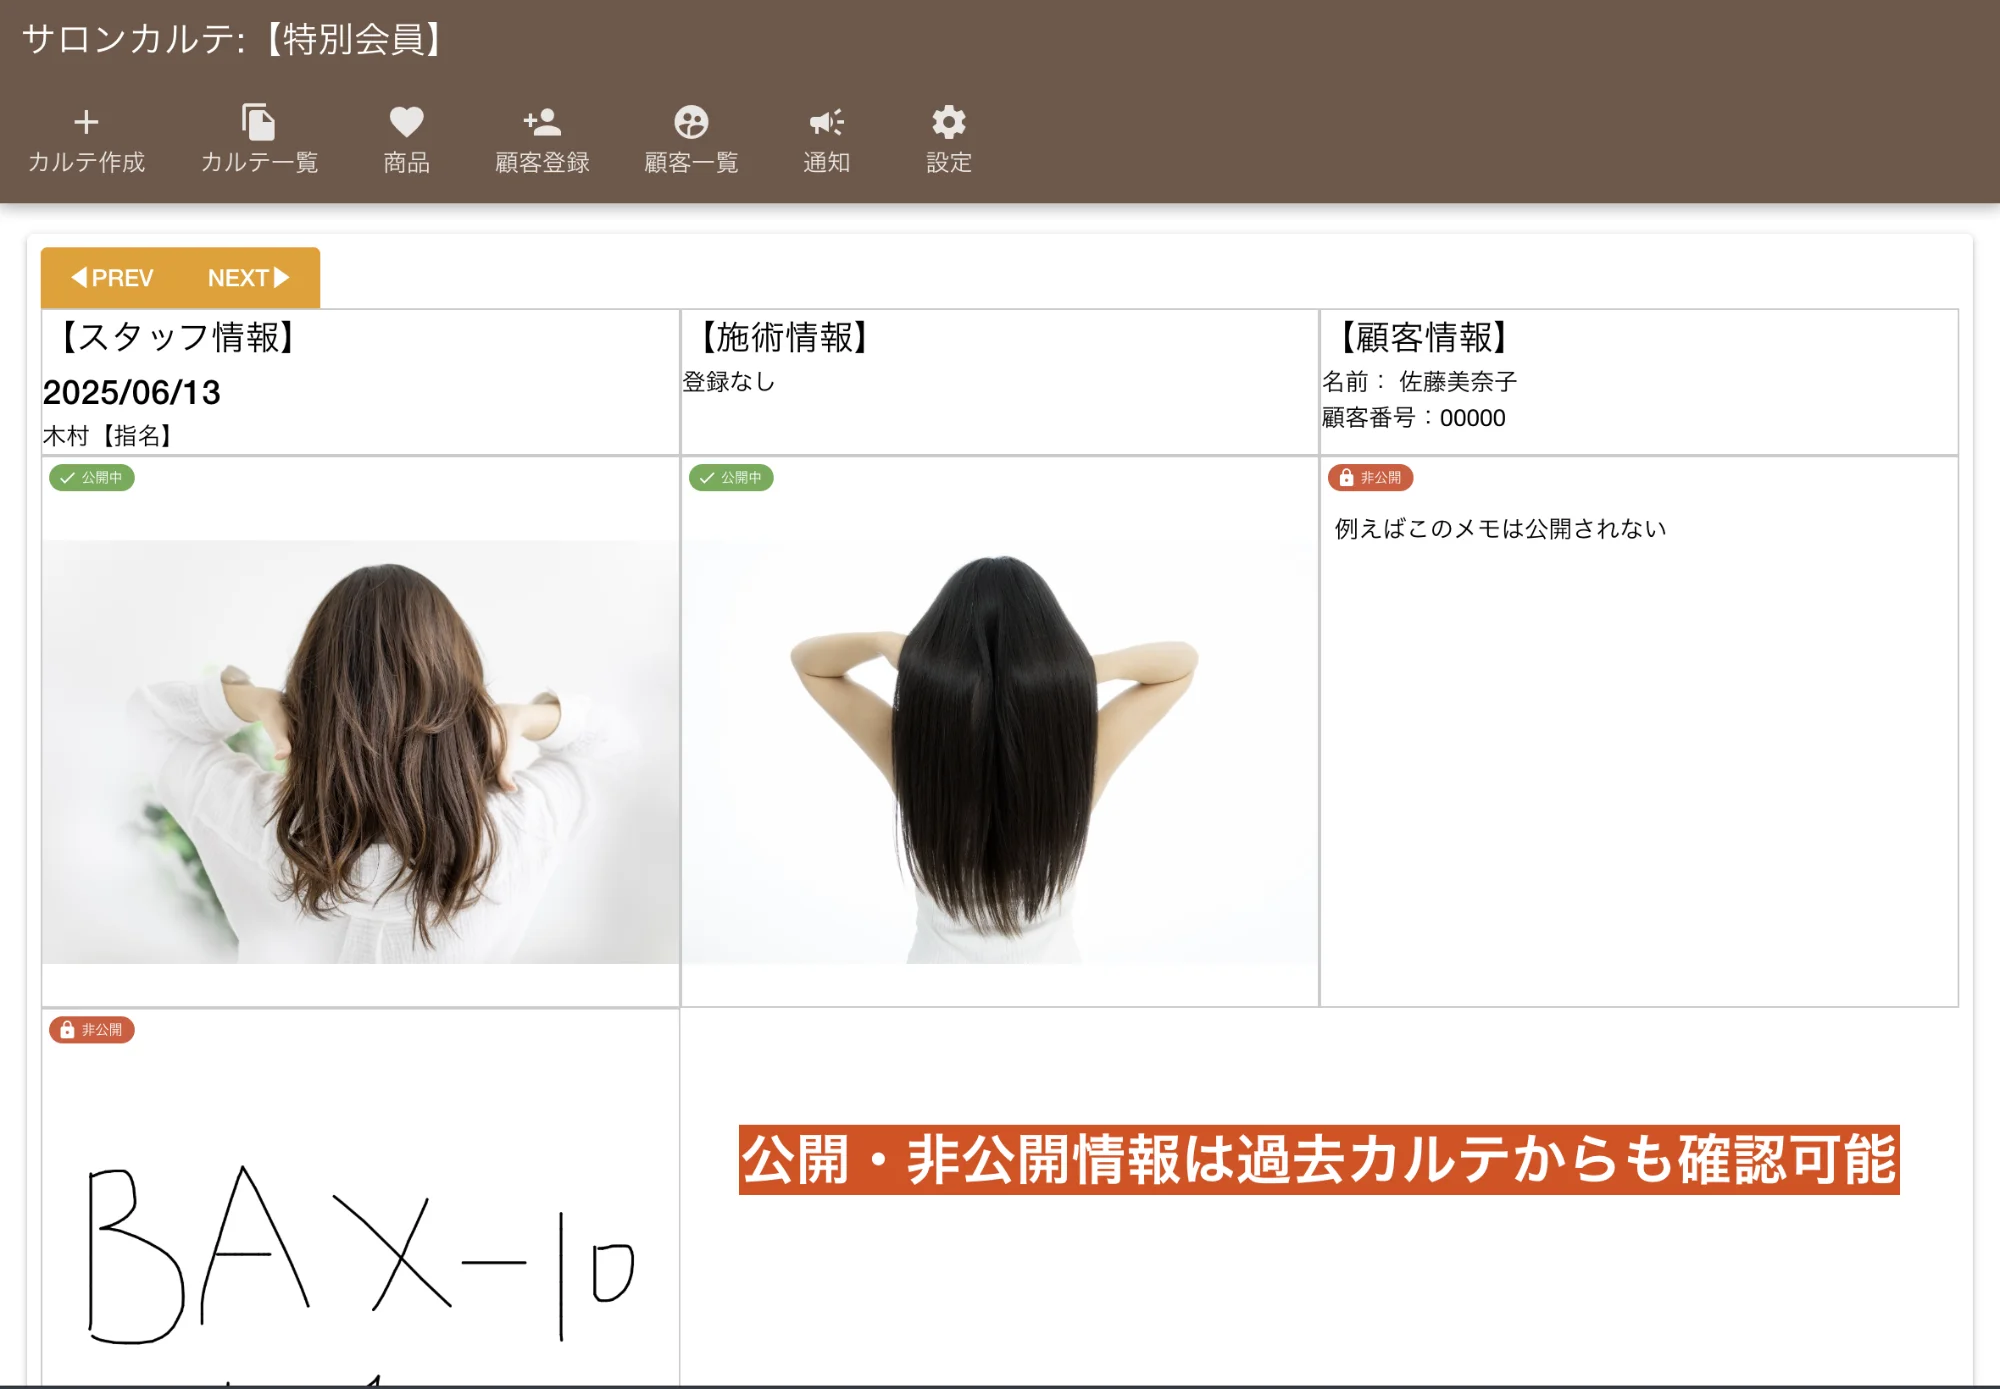 サロンカルテ:【特別会員】
カルテ作成
カルテ一覧
商品
顧客登録
顧客一覧
通知
設定
◀PREV
NEXT▶
【スタッフ情報】
2025/06/13
木村【指名】
【施術情報】
登録なし
【顧客情報】
名前： 佐藤美奈子
顧客番号：00000
公開中
公開中
非公開
例えばこのメモは公開されない
非公開
BAX-10
公開・非公開情報は過去カルテからも確認可能